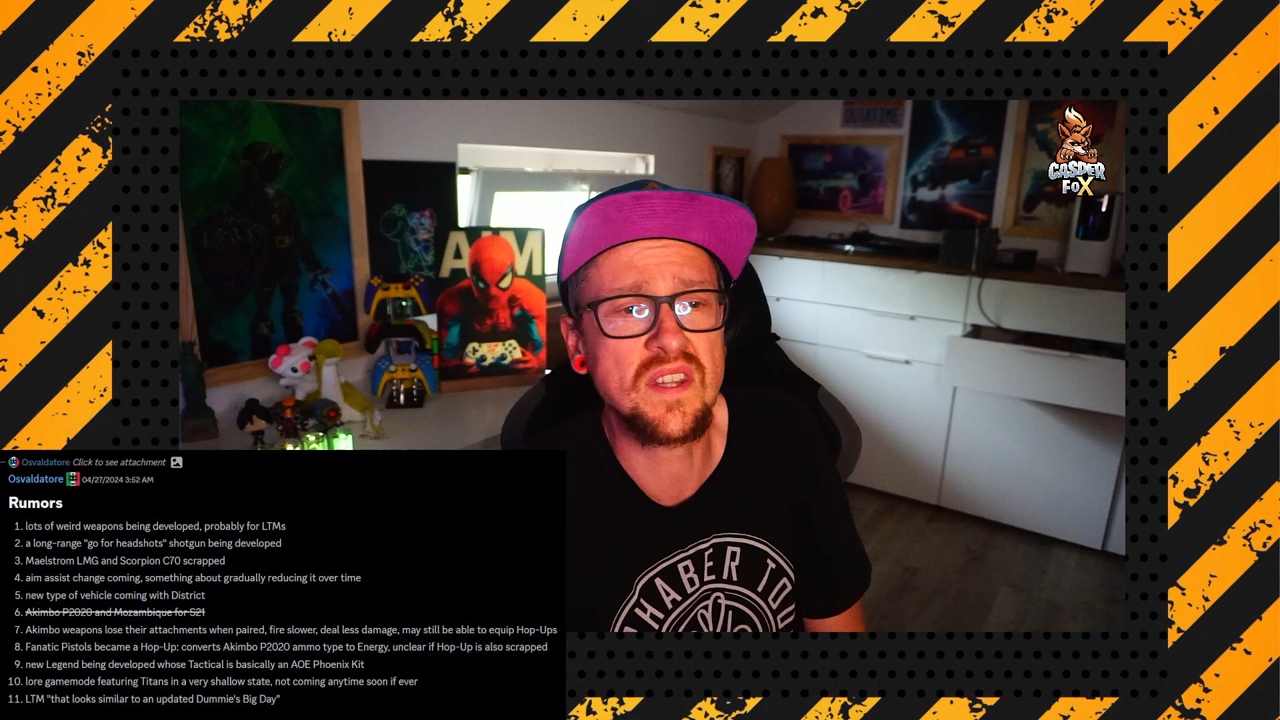 AIM
CASPER
FOX
HABER TO
Osvaldatore Click to see attachment
Osvaldatore 04/27/2024 3:52 AM
Rumors
1. lots of weird weapons being developed, probably for LTMs
2. a long-range "go for headshots" shotgun being developed
3. Maelstrom LMG and Scorpion C70 scrapped
4. aim assist change coming, something about gradually reducing it over time
5. new type of vehicle coming with District
6. Akimbo P2020 and Mozambique for S21
7. Akimbo weapons lose their attachments when paired, fire slower, deal less damage, may still be able to equip Hop-Ups
8. Fanatic Pistols became a Hop-Up: converts Akimbo P2020 ammo type to Energy, unclear if Hop-Up is also scrapped
9. new Legend being developed whose Tactical is basically an AOE Phoenix Kit
10. lore gamemode featuring Titans in a very shallow state, not coming anytime soon if ever
11. LTM "that looks similar to an updated Dummie's Big Day"